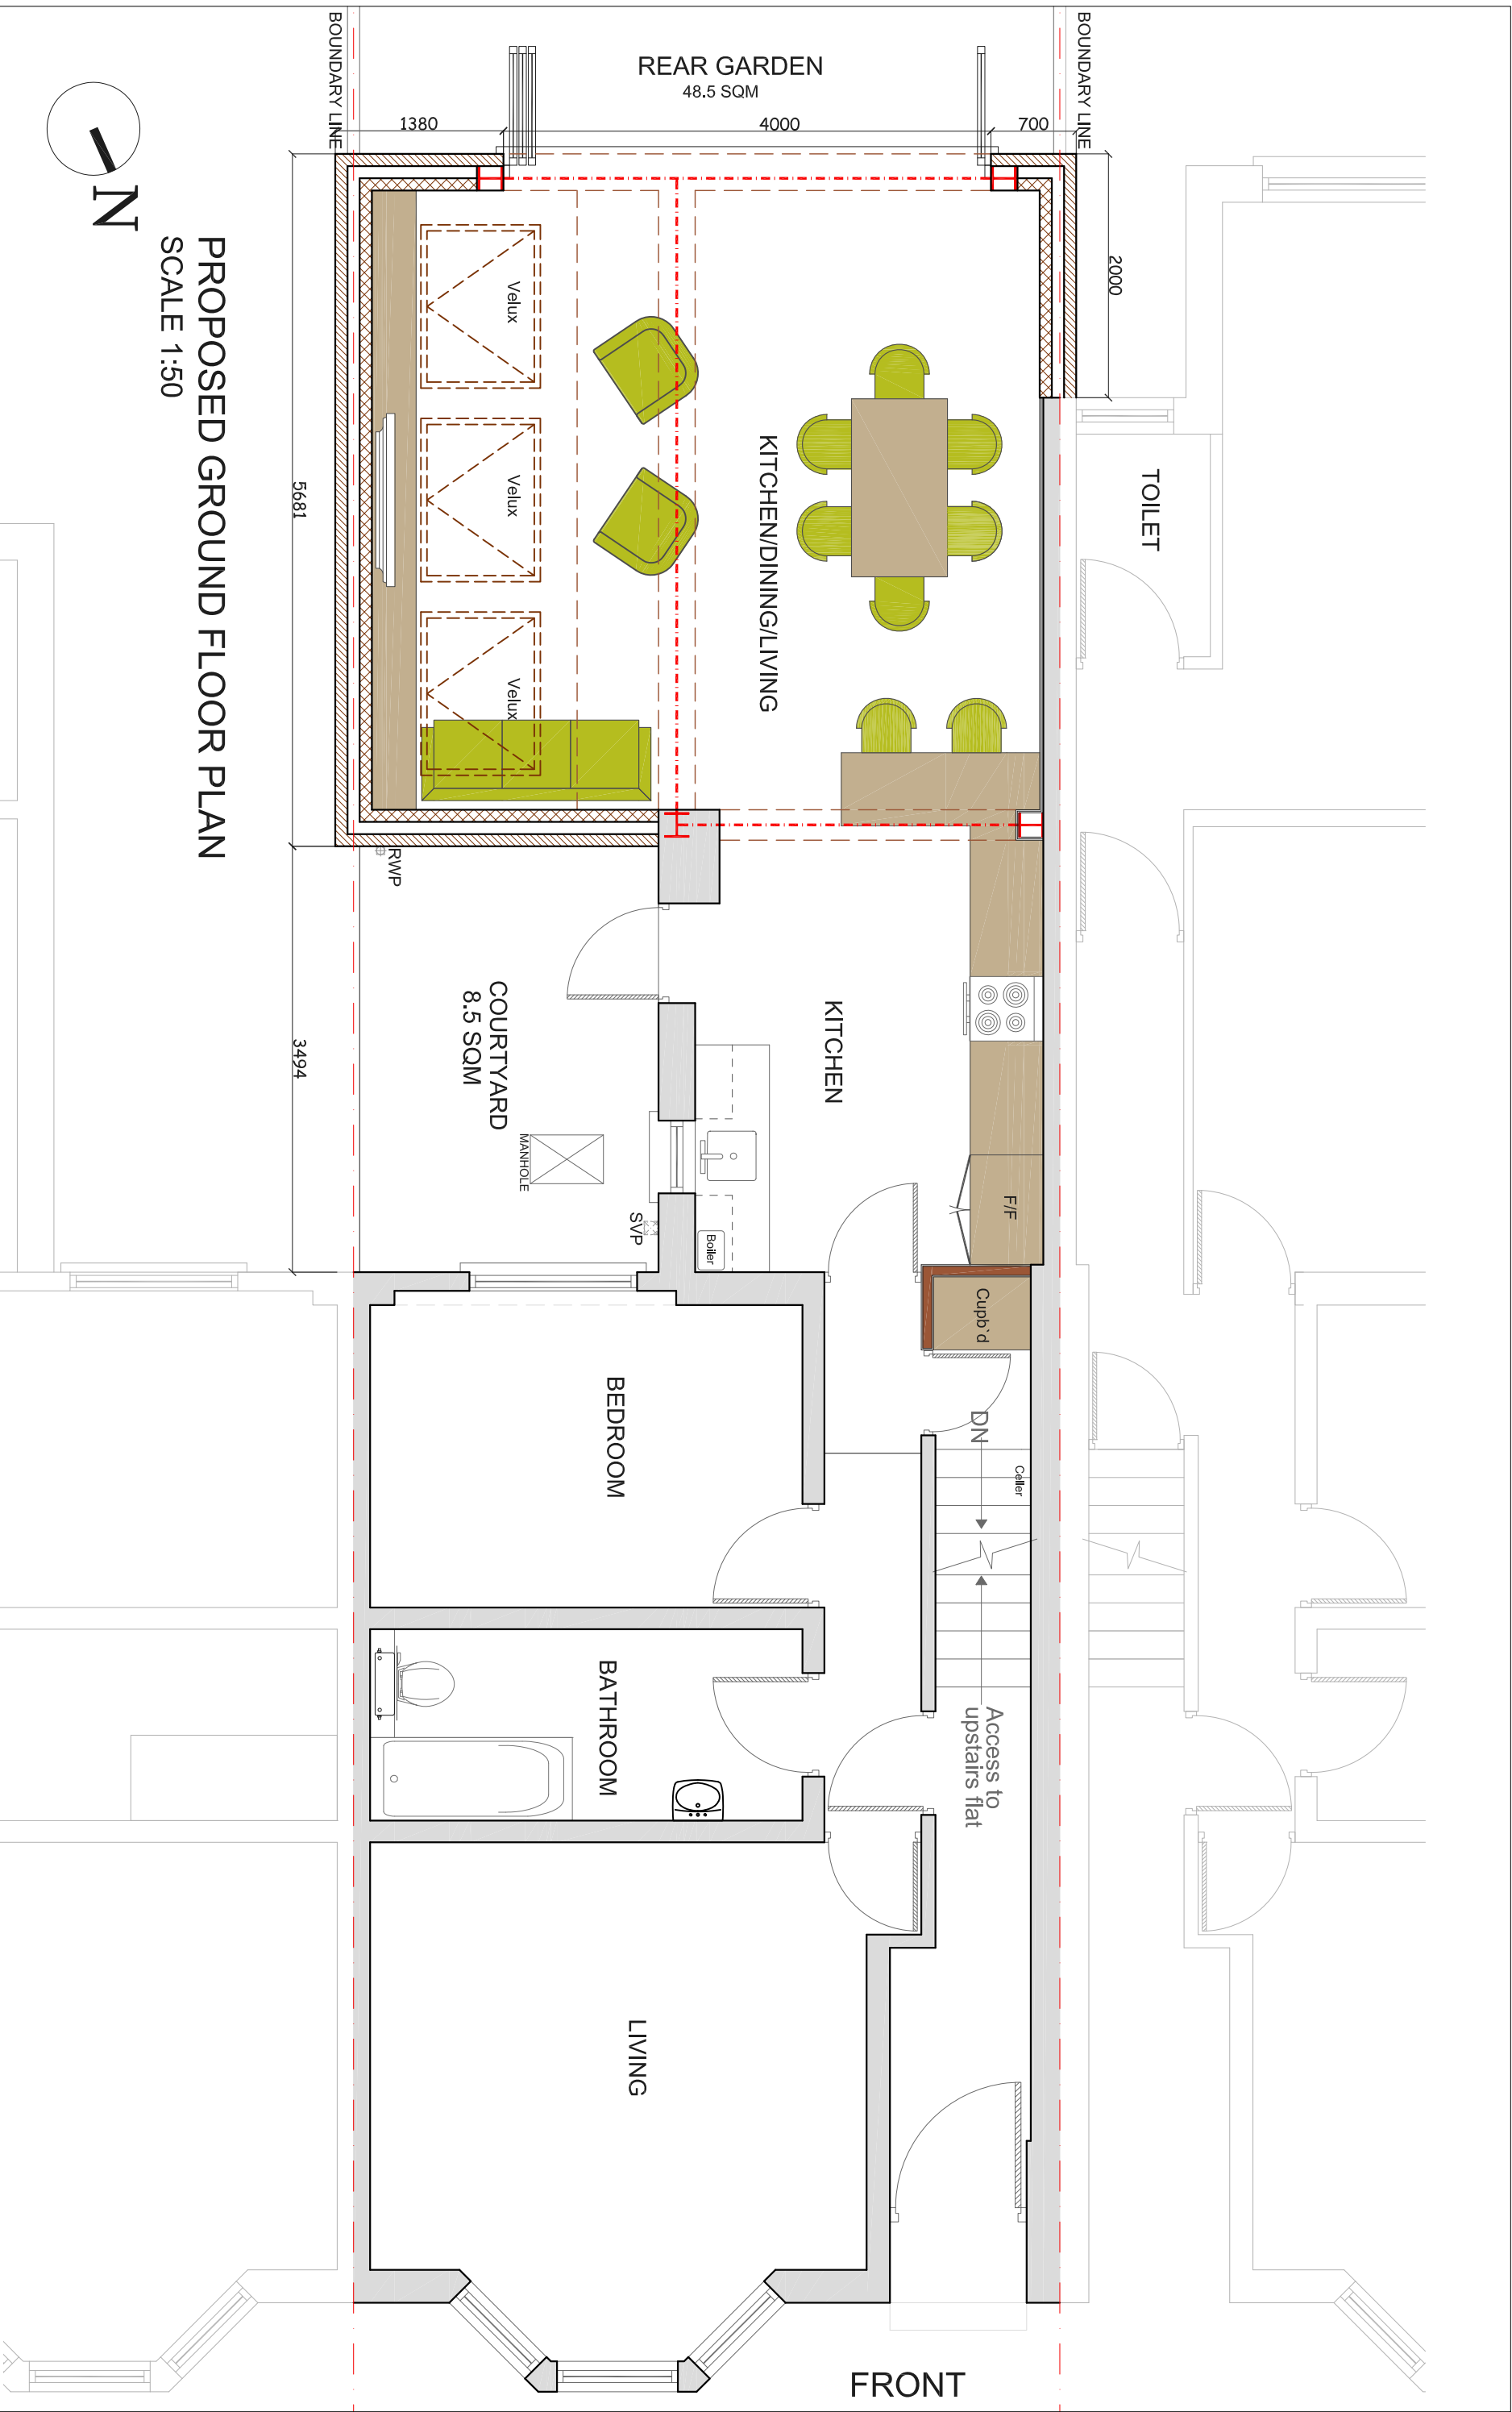 BOUNDARY LINE
BOUNDARY LINE
REAR GARDEN
48.5 SQM
1380
4000
700
N
PROPOSED GROUND FLOOR PLAN
SCALE 1:50
2000
5681
3494
Velux
Velux
Velux
KITCHEN/DINING/LIVING
TOILET
RWP
COURTYARD
8.5 SQM
MANHOLE
SVP
KITCHEN
Boiler
F/F
Cupb`d
DN
Celler
BEDROOM
BATHROOM
Access to
upstairs flat
LIVING
FRONT